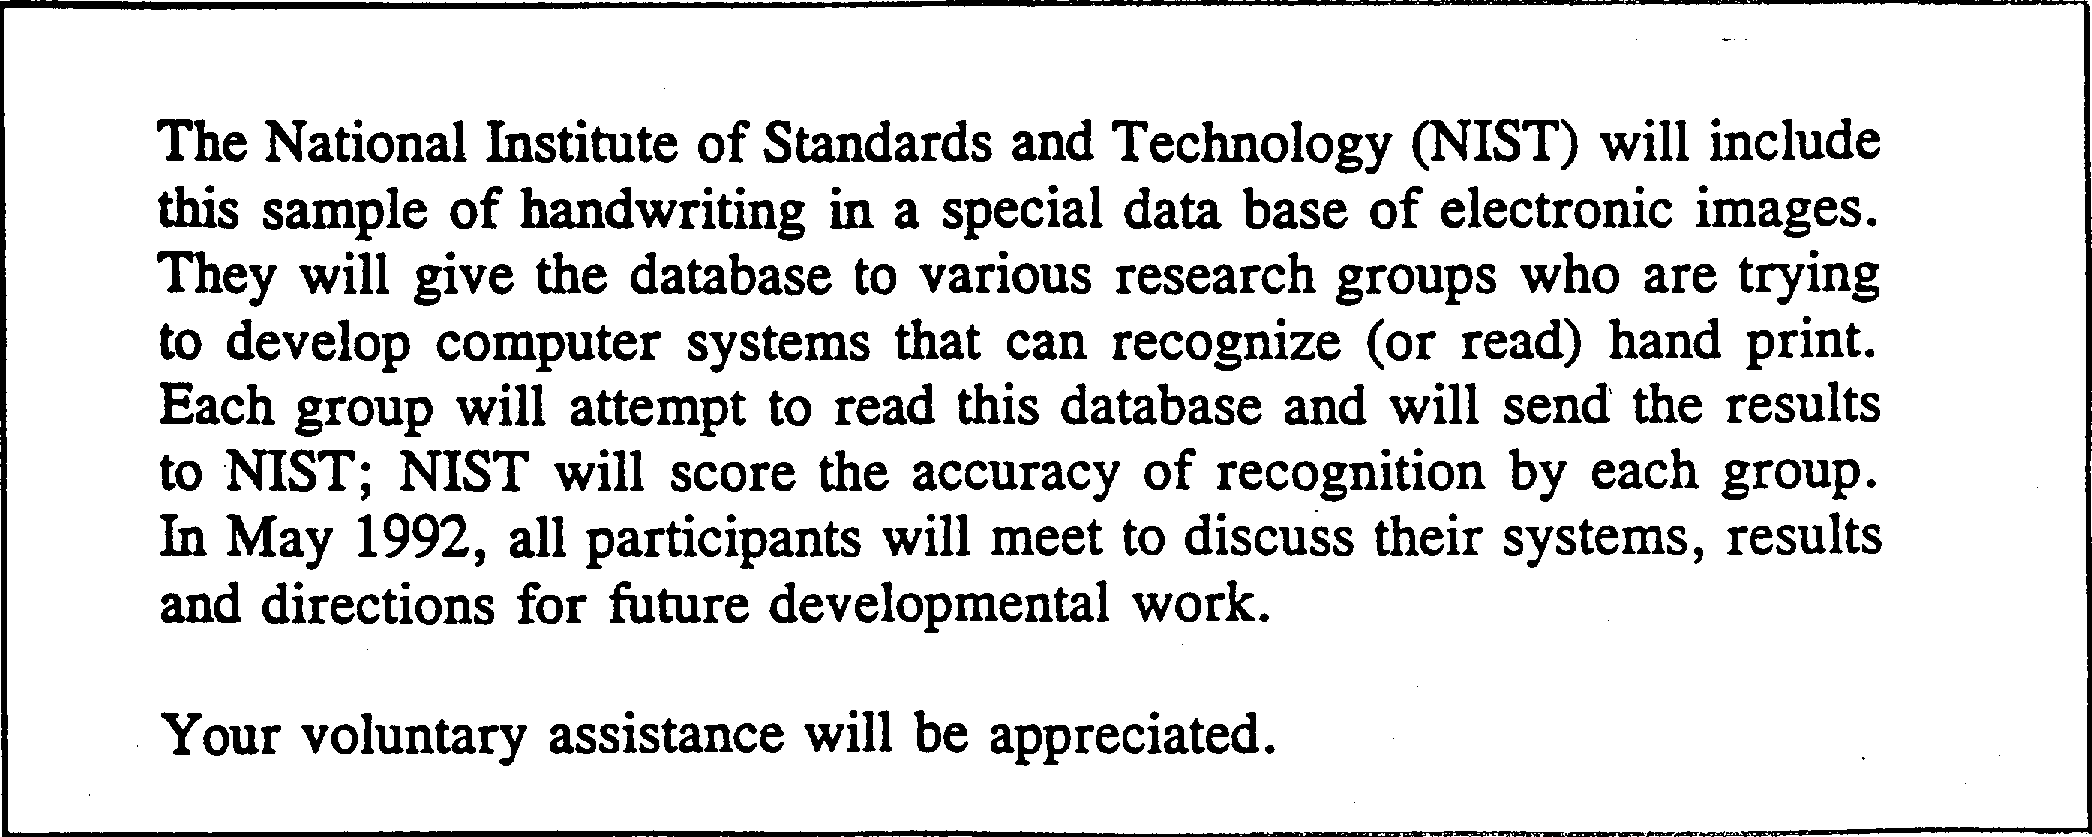 The National Institute of Standards and Technology (NIST) will include
this sample of handwriting in a special data base of electronic images.
They will give the database to various research groups who are trying
to develop computer systems that can recognize (or read) hand print.
Each group will attempt to read this database and will send the results
to NIST; NIST will score the accuracy of recognition by each group.
In May 1992, all participants will meet to discuss their systems, results
and directions for future developmental work.
Your voluntary assistance will be appreciated.